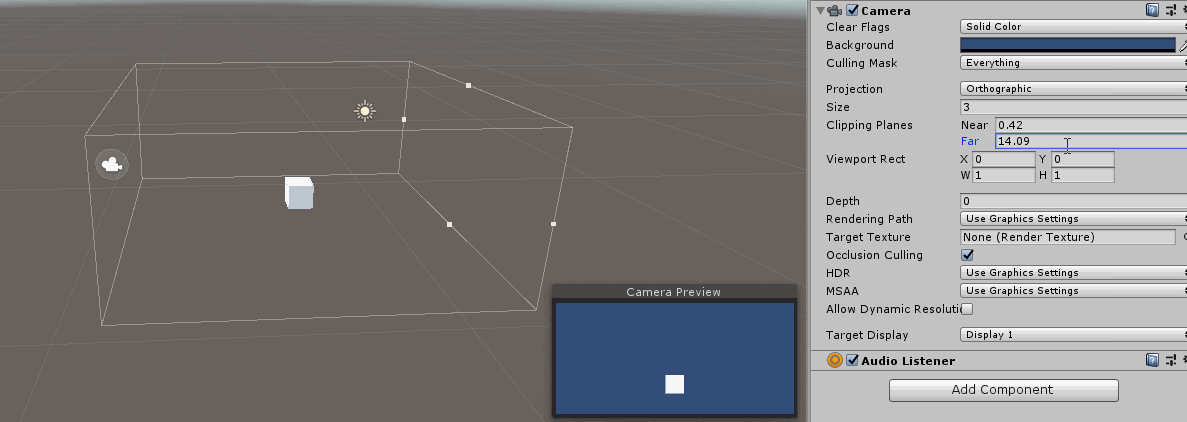 Camera
Clear Flags Solid Color
Background
Culling Mask Everything
Projection Orthographic
Size 3
Clipping Planes Near 0.42
Far 14.09
Viewport Rect X 0 Y 0
W 1 H 1
Depth 0
Rendering Path Use Graphics Settings
Target Texture None (Render Texture)
Occlusion Culling
HDR Use Graphics Settings
MSAA Use Graphics Settings
Allow Dynamic Resoluti
Target Display Display 1
Audio Listener
Add Component
Camera Preview